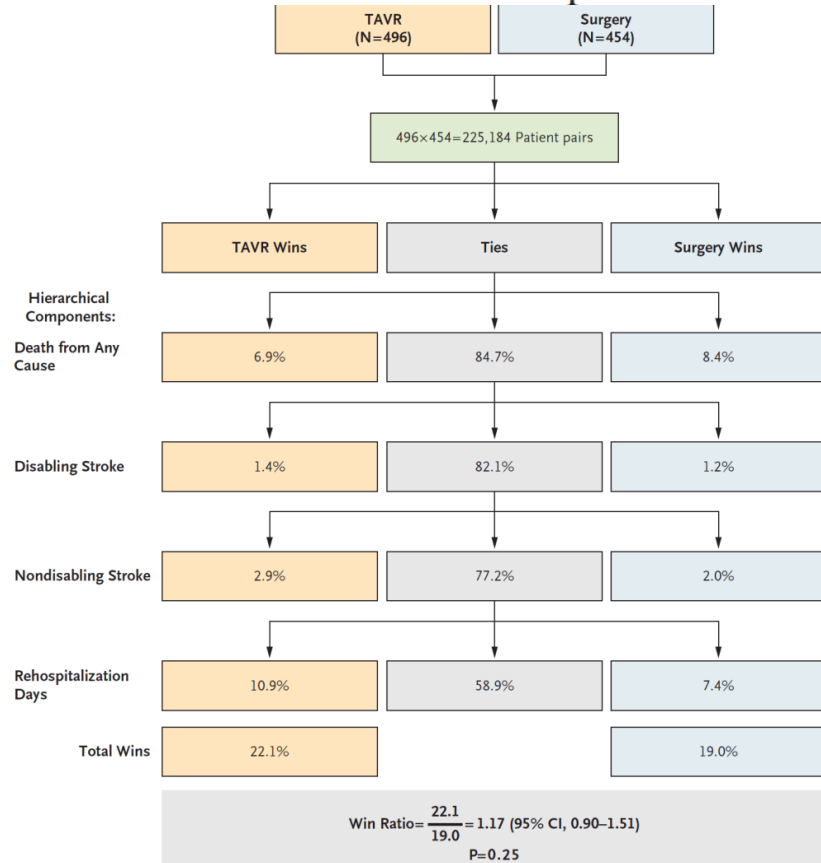 TAVR
(N=496)
Surgery
(N=454)
496×454=225,184 Patient pairs
TAVR Wins
Ties
Surgery Wins
Hierarchical
Components:
Death from Any
Cause
6.9%
84.7%
8.4%
Disabling Stroke
1.4%
82.1%
1.2%
Nondisabling Stroke
2.9%
77.2%
2.0%
Rehospitalization
Days
10.9%
58.9%
7.4%
Total Wins
22.1%
19.0%
Win Ratio= 22.1/19.0 = 1.17 (95% CI, 0.90–1.51)
P=0.25